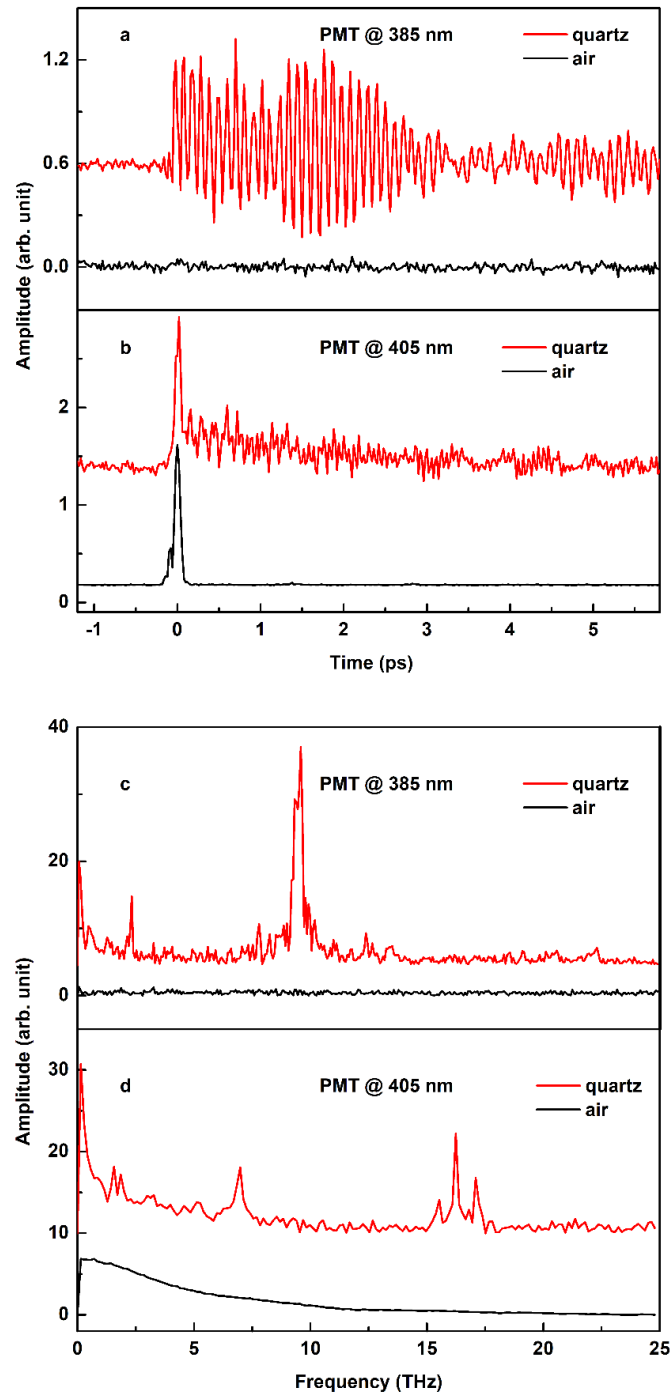 a PMT @ 385 nm quartz
air
1.2
0.6
0.0
Amplitude (arb. unit)
b PMT @ 405 nm quartz
air
2
1
0
-1 0 1 2 3 4 5
Time (ps)
40
c PMT @ 385 nm quartz
air
20
0
Amplitude (arb. unit)
d PMT @ 405 nm quartz
air
30
20
10
0
0 5 10 15 20 25
Frequency (THz)